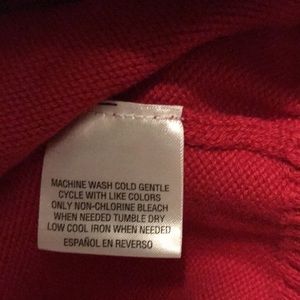 MACHINE WASH COLD GENTLE
CYCLE WITH LIKE COLORS
ONLY NON-CHLORINE BLEACH
WHEN NEEDED TUMBLE DRY
LOW COOL IRON WHEN NEEDED
ESPAÑOL EN REVERSO